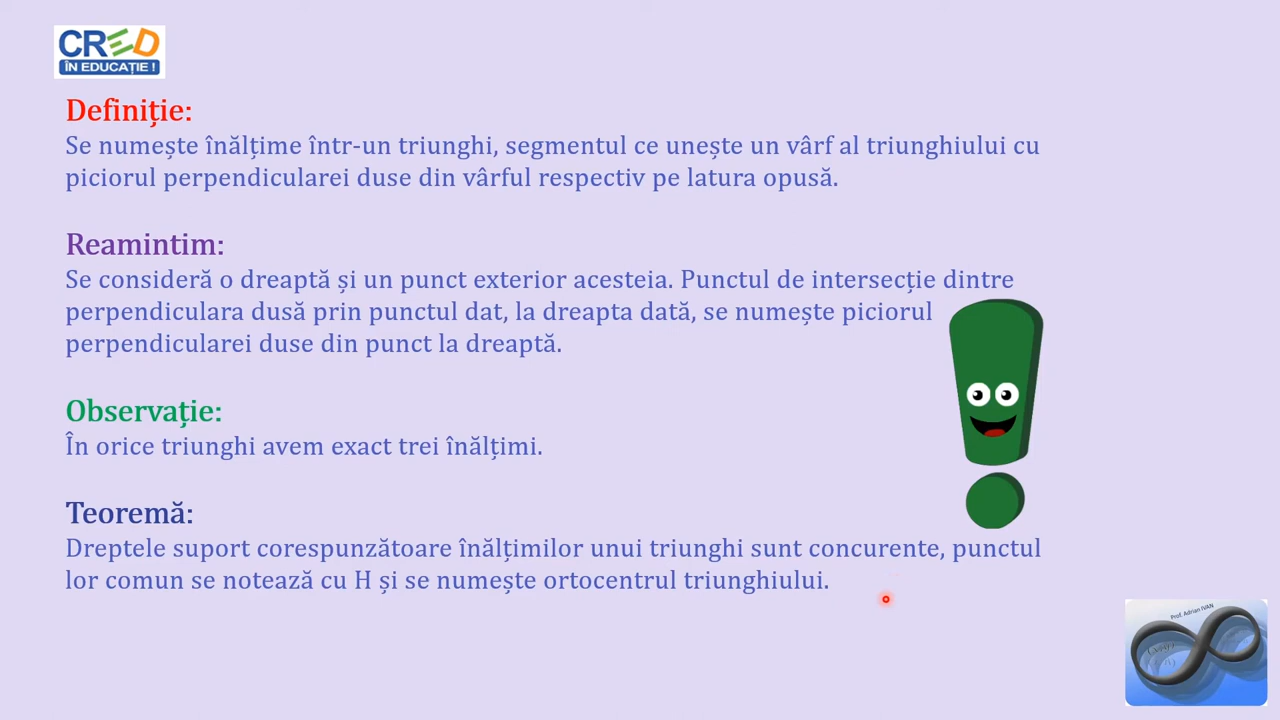 CRED
ÎN EDUCAȚIE !
Definiție:
Se numește înălțime într-un triunghi, segmentul ce unește un vârf al triunghiului cu
piciorul perpendicularei duse din vârful respectiv pe latura opusă.
Reamintim:
Se consideră o dreaptă și un punct exterior acesteia. Punctul de intersecție dintre
perpendiculara dusă prin punctul dat, la dreapta dată, se numește piciorul
perpendicularei duse din punct la dreaptă.
Observație:
În orice triunghi avem exact trei înălțimi.
Teoremă:
Dreptele suport corespunzătoare înălțimilor unui triunghi sunt concurente, punctul
lor comun se notează cu H și se numește ortocentrul triunghiului.
Prof. Adrian IVAN